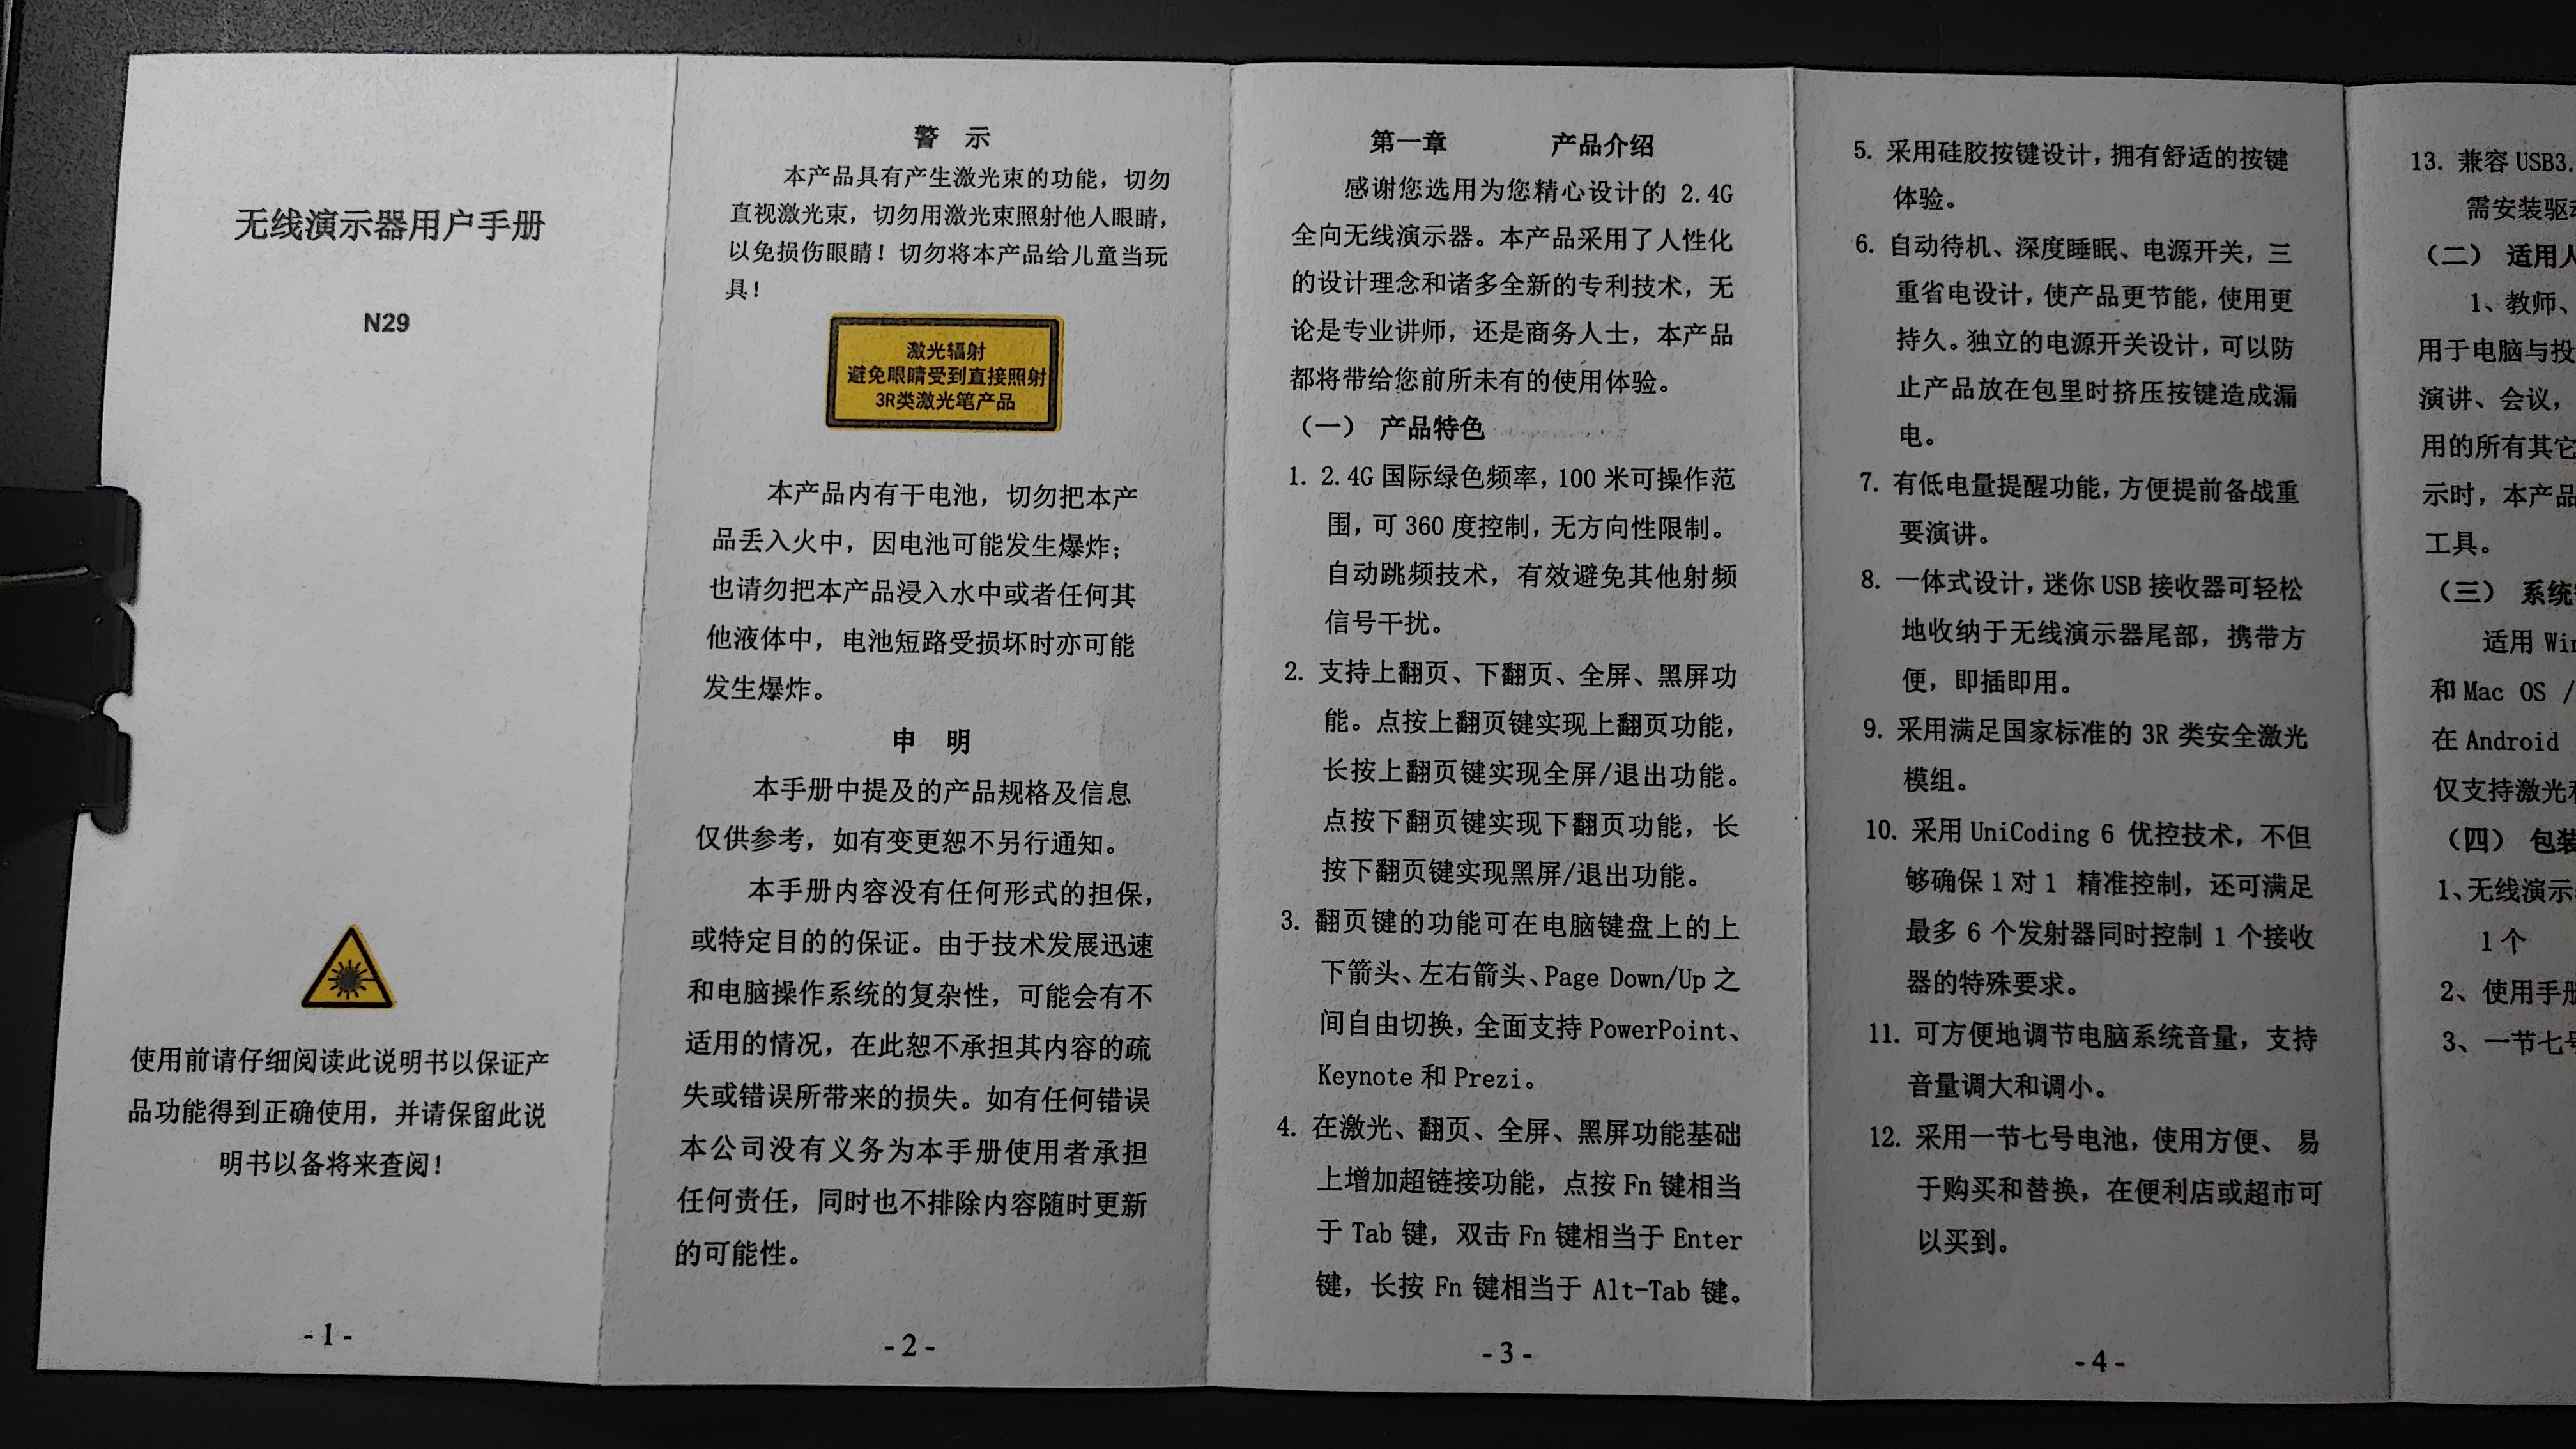 无线演示器用户手册
N29
使用前请仔细阅读此说明书以保证产
品功能得到正确使用，并请保留此说
明书以备将来查阅！
-1-
警 示
本产品具有产生激光束的功能，切勿
直视激光束，切勿用激光束照射他人眼睛，
以免损伤眼睛！切勿将本产品给儿童当玩
具！
激光辐射
避免眼睛受到直接照射
3R类激光笔产品
本产品内有干电池，切勿把本产
品丢入火中，因电池可能发生爆炸；
也请勿把本产品浸入水中或者任何其
他液体中，电池短路受损坏时亦可能
发生爆炸。
申 明
本手册中提及的产品规格及信息
仅供参考，如有变更恕不另行通知。
本手册内容没有任何形式的担保，
或特定目的的保证。由于技术发展迅速
和电脑操作系统的复杂性，可能会有不
适用的情况，在此恕不承担其内容的疏
失或错误所带来的损失。如有任何错误
本公司没有义务为本手册使用者承担
任何责任，同时也不排除内容随时更新
的可能性。
-2-
第一章 产品介绍
感谢您选用为您精心设计的 2.4G
全向无线演示器。本产品采用了人性化
的设计理念和诸多全新的专利技术，无
论是专业讲师，还是商务人士，本产品
都将带给您前所未有的使用体验。
（一） 产品特色
1. 2.4G 国际绿色频率，100 米可操作范
围，可 360 度控制，无方向性限制。
自动跳频技术，有效避免其他射频
信号干扰。
2. 支持上翻页、下翻页、全屏、黑屏功
能。点按上翻页键实现上翻页功能，
长按上翻页键实现全屏/退出功能。
点按下翻页键实现下翻页功能，长
按下翻页键实现黑屏/退出功能。
3. 翻页键的功能可在电脑键盘上的上
下箭头、左右箭头、Page Down/Up 之
间自由切换，全面支持 PowerPoint、
Keynote 和 Prezi。
4. 在激光、翻页、全屏、黑屏功能基础
上增加超链接功能，点按 Fn 键相当
于 Tab 键，双击 Fn 键相当于 Enter
键，长按 Fn 键相当于 Alt-Tab 键。
-3-
5. 采用硅胶按键设计，拥有舒适的按键
体验。
6. 自动待机、深度睡眠、电源开关，三
重省电设计，使产品更节能，使用更
持久。独立的电源开关设计，可以防
止产品放在包里时挤压按键造成漏
电。
7. 有低电量提醒功能，方便提前备战重
要演讲。
8. 一体式设计，迷你 USB 接收器可轻松
地收纳于无线演示器尾部，携带方
便，即插即用。
9. 采用满足国家标准的 3R 类安全激光
模组。
10. 采用 UniCoding 6 优控技术，不但
够确保 1 对 1 精准控制，还可满足
最多 6 个发射器同时控制 1 个接收
器的特殊要求。
11. 可方便地调节电脑系统音量，支持
音量调大和调小。
12. 采用一节七号电池，使用方便、 易
于购买和替换，在便利店或超市可
以买到。
-4-
13. 兼容 USB3.
需安装驱
（二） 适用
1、教师、
用于电脑与投
演讲、会议，
用的所有其它
示时，本产品
工具。
（三） 系统
适用 Win
和 Mac OS /
在 Android
仅支持激光
（四） 包装
1、无线演示
1 个
2、使用手册
3、一节七号